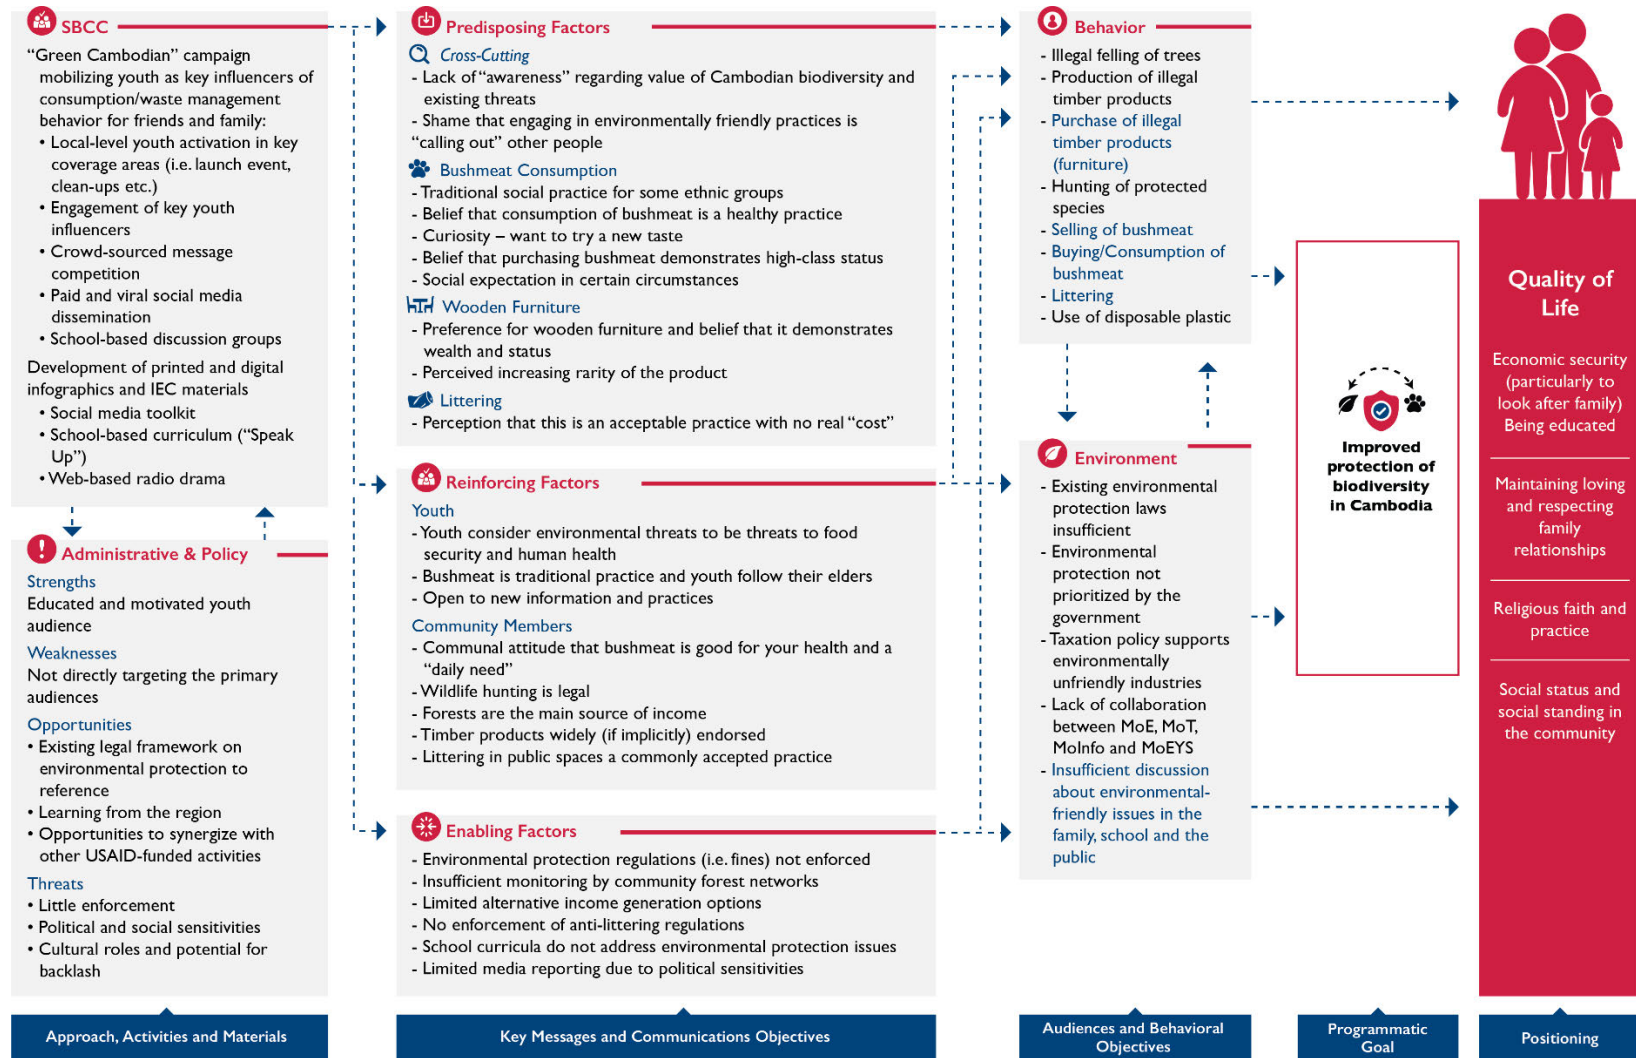 SBCC
“Green Cambodian” campaign
mobilizing youth as key influencers of
consumption/waste management
behavior for friends and family:
• Local-level youth activation in key
coverage areas (i.e. launch event,
clean-ups etc.)
• Engagement of key youth
influencers
• Crowd-sourced message
competition
• Paid and viral social media
dissemination
• School-based discussion groups
Development of printed and digital
infographics and IEC materials
• Social media toolkit
• School-based curriculum (“Speak
Up”)
• Web-based radio drama
Administrative & Policy
Strengths
Educated and motivated youth
audience
Weaknesses
Not directly targeting the primary
audiences
Opportunities
• Existing legal framework on
environmental protection to
reference
• Learning from the region
• Opportunities to synergize with
other USAID-funded activities
Threats
• Little enforcement
• Political and social sensitivities
• Cultural roles and potential for
backlash
Approach, Activities and Materials
Predisposing Factors
Cross-Cutting
- Lack of “awareness” regarding value of Cambodian biodiversity and
existing threats
- Shame that engaging in environmentally friendly practices is
“calling out” other people
Bushmeat Consumption
- Traditional social practice for some ethnic groups
- Belief that consumption of bushmeat is a healthy practice
- Curiosity – want to try a new taste
- Belief that purchasing bushmeat demonstrates high-class status
- Social expectation in certain circumstances
Wooden Furniture
- Preference for wooden furniture and belief that it demonstrates
wealth and status
- Perceived increasing rarity of the product
Littering
- Perception that this is an acceptable practice with no real “cost”
Reinforcing Factors
Youth
- Youth consider environmental threats to be threats to food
security and human health
- Bushmeat is traditional practice and youth follow their elders
- Open to new information and practices
Community Members
- Communal attitude that bushmeat is good for your health and a
“daily need”
- Wildlife hunting is legal
- Forests are the main source of income
- Timber products widely (if implicitly) endorsed
- Littering in public spaces a commonly accepted practice
Enabling Factors
- Environmental protection regulations (i.e. fines) not enforced
- Insufficient monitoring by community forest networks
- Limited alternative income generation options
- No enforcement of anti-littering regulations
- School curricula do not address environmental protection issues
- Limited media reporting due to political sensitivities
Key Messages and Communications Objectives
Behavior
- Illegal felling of trees
- Production of illegal
timber products
- Purchase of illegal
timber products
(furniture)
- Hunting of protected
species
- Selling of bushmeat
- Buying/Consumption of
bushmeat
- Littering
- Use of disposable plastic
Environment
- Existing environmental
protection laws
insufficient
- Environmental
protection not
prioritized by the
government
- Taxation policy supports
environmentally
unfriendly industries
- Lack of collaboration
between MoE, MoT,
MoInfo and MoEYS
- Insufficient discussion
about environmental-
friendly issues in the
family, school and the
public
Audiences and Behavioral
Objectives
Improved
protection of
biodiversity
in Cambodia
Programmatic
Goal
Quality of
Life
Economic security
(particularly to
look after family)
Being educated
Maintaining loving
and respecting
family
relationships
Religious faith and
practice
Social status and
social standing in
the community
Positioning